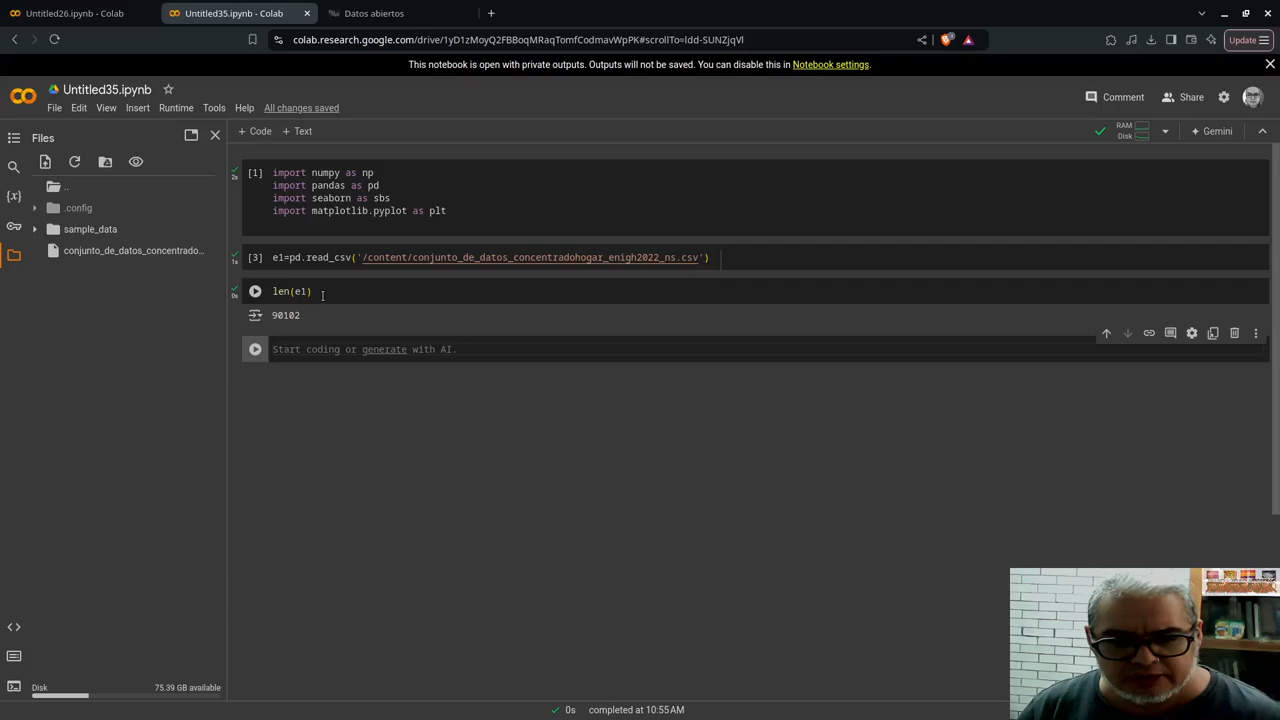 Untitled26.ipynb - Colab
Untitled35.ipynb - Colab
Datos abiertos
colab.research.google.com/drive/1yD1zMoyQ2FBBoqMRaqTomfCodmavWpPK#scrollTo=Idd-SUNZjqVl
Update
This notebook is open with private outputs. Outputs will not be saved. You can disable this in Notebook settings.
Untitled35.ipynb
File Edit View Insert Runtime Tools Help All changes saved
Comment Share
Files
+ Code + Text
RAM
Disk
Gemini
..
.config
sample_data
conjunto_de_datos_concentrado...
2s
[1] import numpy as np
import pandas as pd
import seaborn as sbs
import matplotlib.pyplot as plt
1s
[3] e1=pd.read_csv('/content/conjunto_de_datos_concentradohogar_enigh2022_ns.csv')
0s
len(e1)
90102
Start coding or generate with AI.
Disk 75.39 GB available
0s completed at 10:55AM